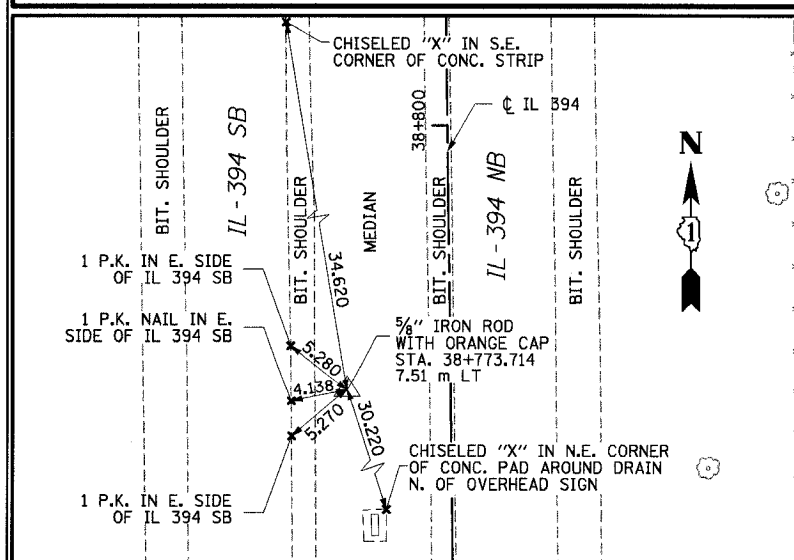 CHISELED "X" IN S.E.
CORNER OF CONC. STRIP
℄ IL 394
38+800
BIT. SHOULDER
IL-394 SB
BIT. SHOULDER
MEDIAN
BIT. SHOULDER
IL-394 NB
BIT. SHOULDER
N
1
34.620
1 P.K. IN E. SIDE
OF IL 394 SB
1 P.K. NAIL IN E.
SIDE OF IL 394 SB
5.280
4.138
5.270
30.220
5/8" IRON ROD
WITH ORANGE CAP
STA. 38+773.714
7.51 m LT
CHISELED "X" IN N.E. CORNER
OF CONC. PAD AROUND DRAIN
N. OF OVERHEAD SIGN
1 P.K. IN E. SIDE
OF IL 394 SB